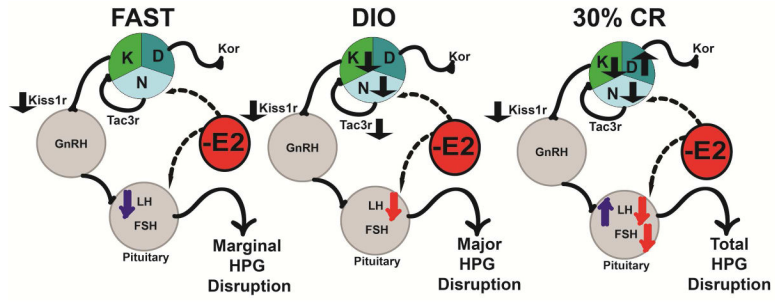 FAST
K
D
N
Kor
Kiss1r
Tac3r
GnRH
-E2
LH
FSH
Pituitary
Marginal
HPG
Disruption
DIO
K
D
N
Kor
Kiss1r
Tac3r
GnRH
-E2
LH
FSH
Pituitary
Major
HPG
Disruption
30% CR
K
D
N
Kor
Kiss1r
Tac3r
GnRH
-E2
LH
FSH
Pituitary
Total
HPG
Disruption